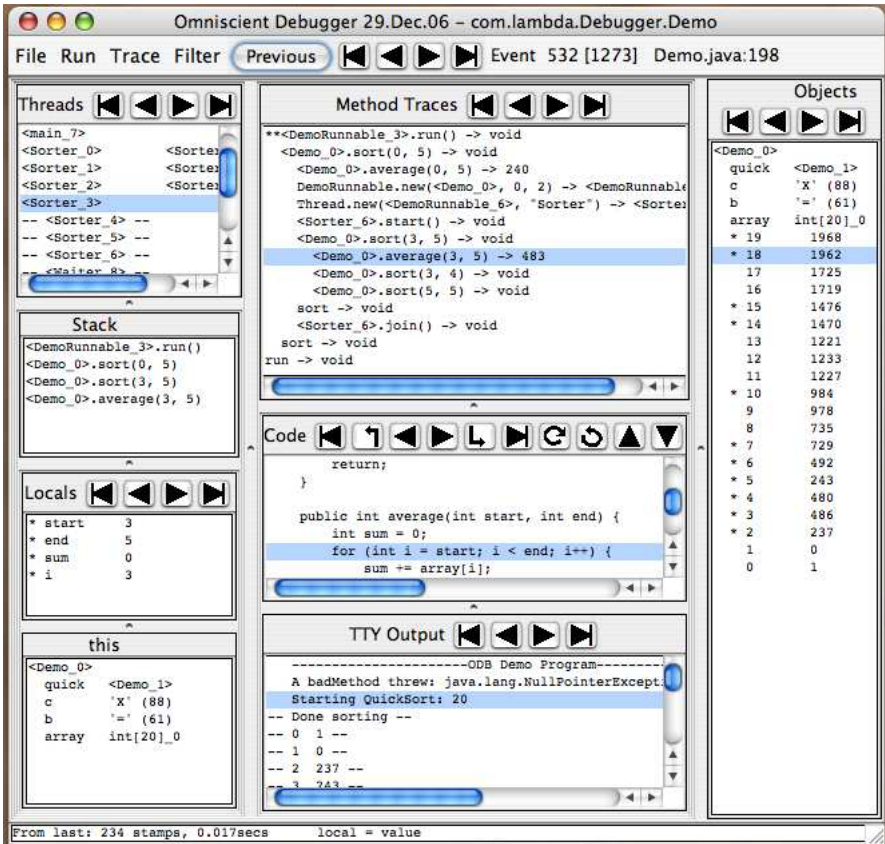 Omniscient Debugger 29.Dec.06 – com.lambda.Debugger.Demo
File Run Trace Filter Previous Event 532 [1273] Demo.java:198
Threads
<main_7>
<Sorter_0> <Sorter
<Sorter_1> <Sorter
<Sorter_2> <Sorter
<Sorter_3>
-- <Sorter_4> --
-- <Sorter_5> --
-- <Sorter_6> --
-- <Waiter_8> --
Stack
<DemoRunnable_3>.run()
<Demo_0>.sort(0, 5)
<Demo_0>.sort(3, 5)
<Demo_0>.average(3, 5)
Locals
* start 3
* end 5
* sum 0
* i 3
this
<Demo_0>
quick <Demo_1>
c 'X' (88)
b '=' (61)
array int[20]_0
Method Traces
**<DemoRunnable_3>.run() -> void
<Demo_0>.sort(0, 5) -> void
<Demo_0>.average(0, 5) -> 240
DemoRunnable.new(<Demo_0>, 0, 2) -> <DemoRunnable
Thread.new(<DemoRunnable_6>, "Sorter") -> <Sorter
<Sorter_6>.start() -> void
<Demo_0>.sort(3, 5) -> void
<Demo_0>.average(3, 5) -> 483
<Demo_0>.sort(3, 4) -> void
<Demo_0>.sort(5, 5) -> void
sort -> void
<Sorter_6>.join() -> void
sort -> void
run -> void
Code
return;
}
public int average(int start, int end) {
int sum = 0;
for (int i = start; i < end; i++) {
sum += array[i];
TTY Output
----------------------ODB Demo Program--------
A badMethod threw: java.lang.NullPointerExcepti
Starting QuickSort: 20
-- Done sorting --
-- 0 1 --
-- 1 0 --
-- 2 237 --
-- 3 243 --
Objects
<Demo_0>
quick <Demo_1>
c 'X' (88)
b '=' (61)
array int[20]_0
* 19 1968
* 18 1962
17 1725
16 1719
* 15 1476
* 14 1470
13 1221
12 1233
11 1227
* 10 984
9 978
8 735
* 7 729
* 6 492
* 5 243
* 4 480
* 3 486
* 2 237
1 0
0 1
From last: 234 stamps, 0.017secs local = value